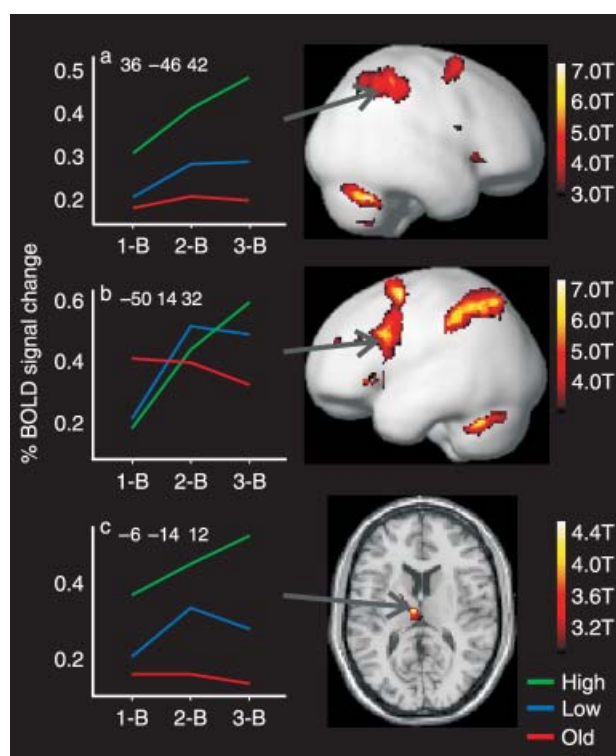 % BOLD signal change
a 36 −46 42
0.5
0.4
0.3
0.2
1-B 2-B 3-B
7.0T
6.0T
5.0T
4.0T
3.0T
b −50 14 32
0.6
0.4
0.2
1-B 2-B 3-B
7.0T
6.0T
5.0T
4.0T
c −6 −14 12
0.4
0.2
1-B 2-B 3-B
4.4T
4.0T
3.6T
3.2T
High
Low
Old